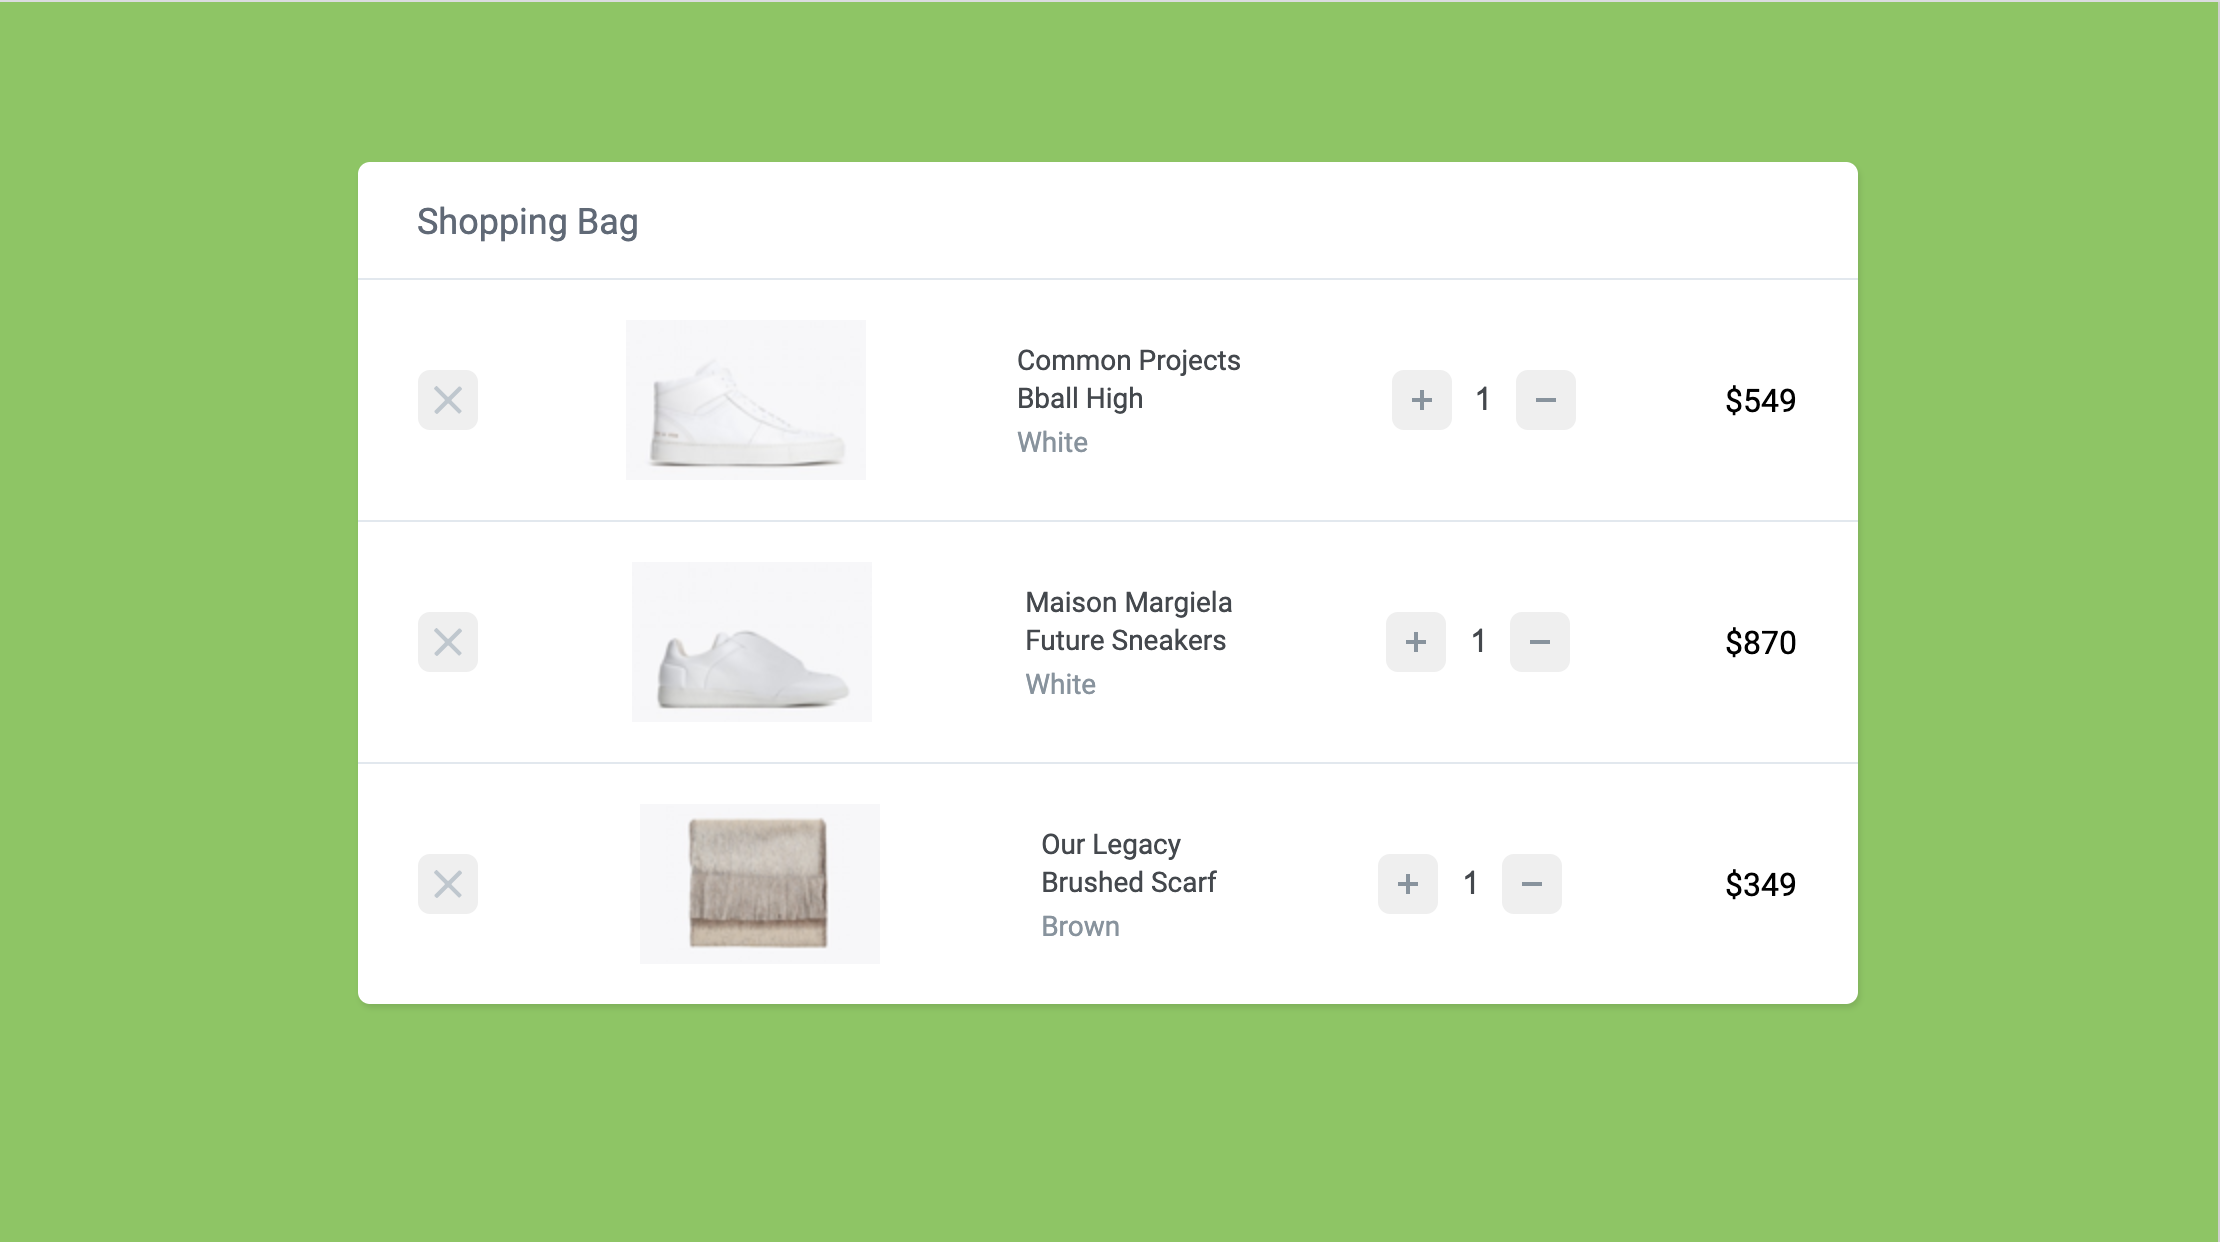 Shopping Bag
Common Projects
Bball High
White
+ 1 −
$549
Maison Margiela
Future Sneakers
White
+ 1 −
$870
Our Legacy
Brushed Scarf
Brown
+ 1 −
$349